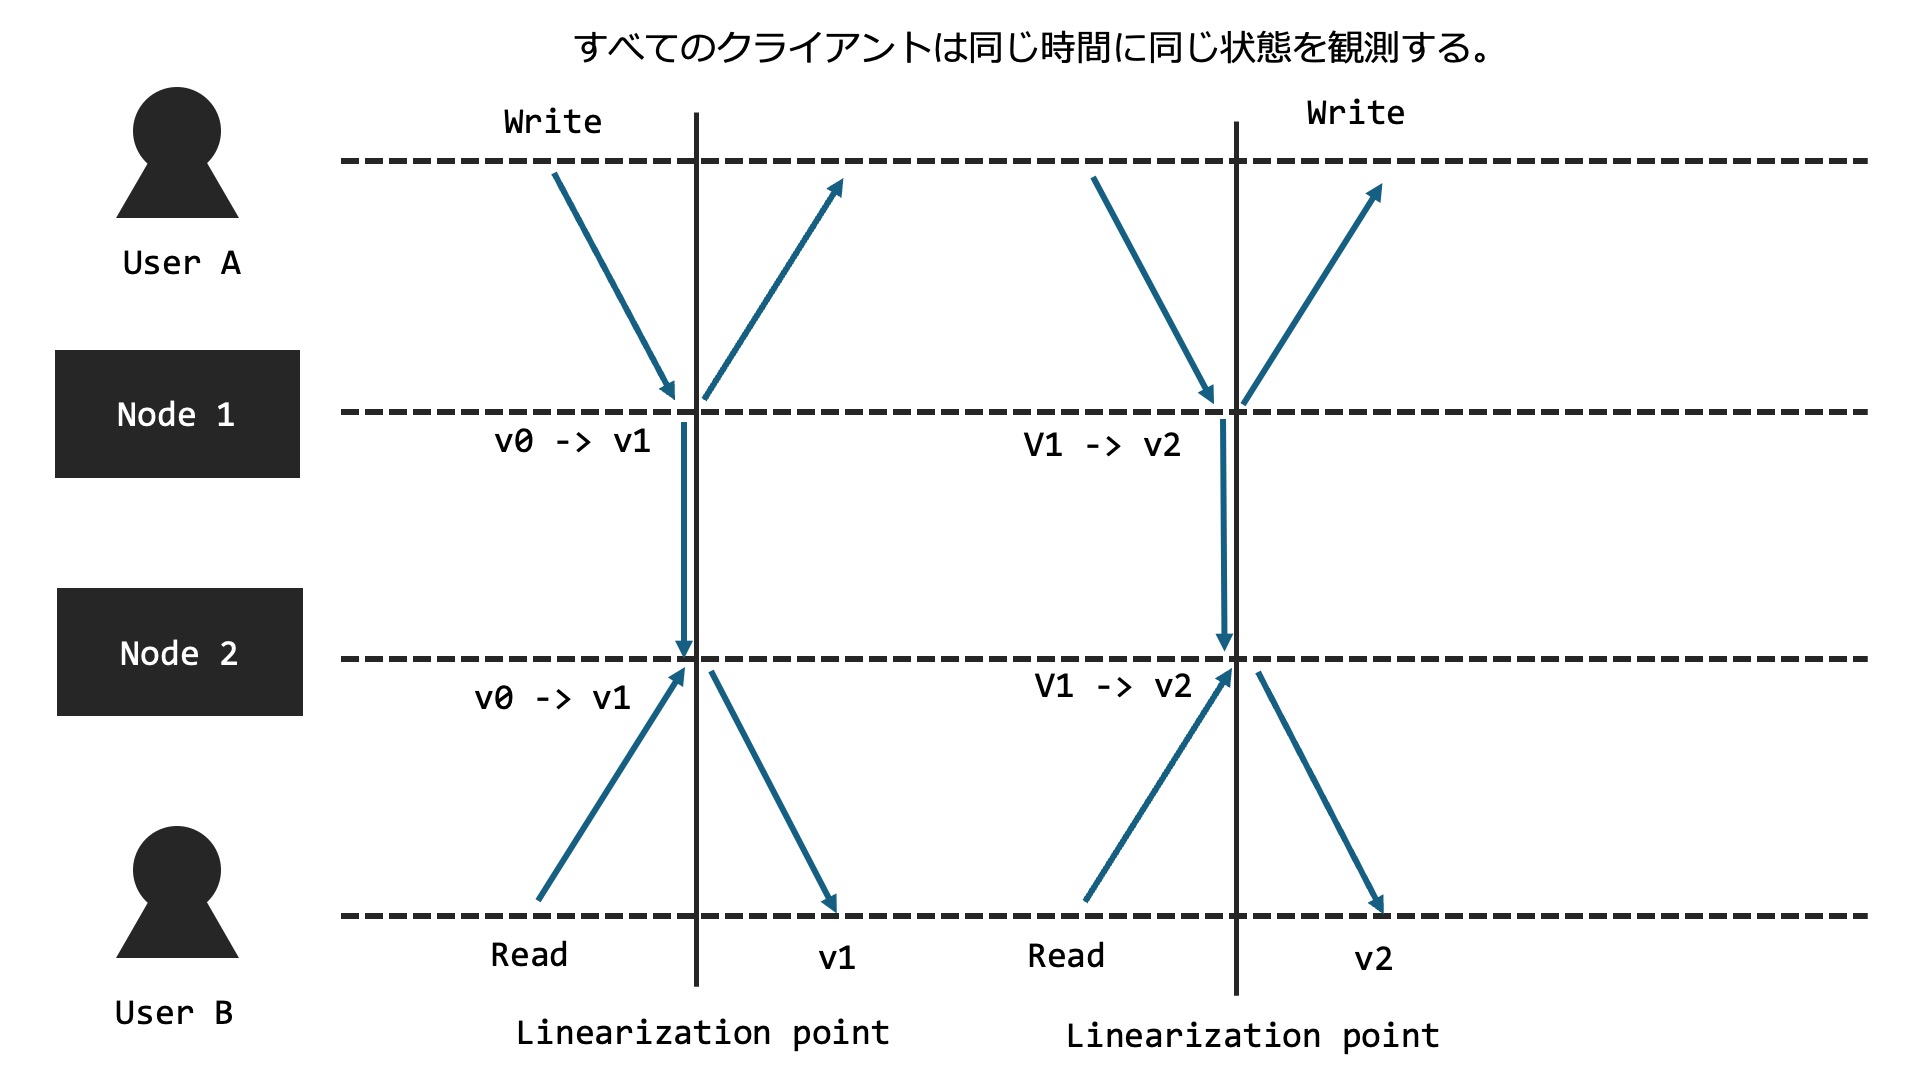 すべてのクライアントは同じ時間に同じ状態を観測する。
Write
Write
User A
Node 1
v0 -> v1
V1 -> v2
Node 2
v0 -> v1
V1 -> v2
Read
v1
Read
v2
User B
Linearization point
Linearization point